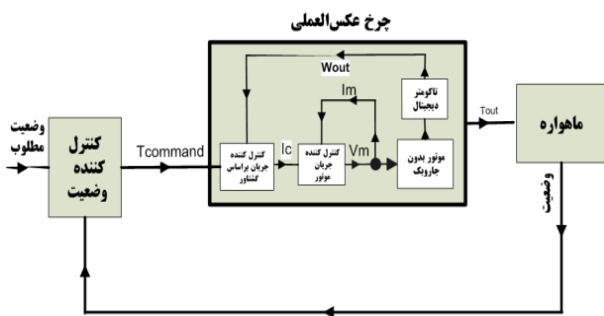 چرخ عکس‌العملی
Wout
Im
تاکومتر
دیجیتال
Tout
ماهواره
وضعیت
مطلوب
کنترل
کننده
وضعیت
Tcommand
کنترل کننده
جریان براساس
گشتاور
Ic
کنترل کننده
جریان
موتور
Vm
موتور بدون
جاروبک
وضعیت